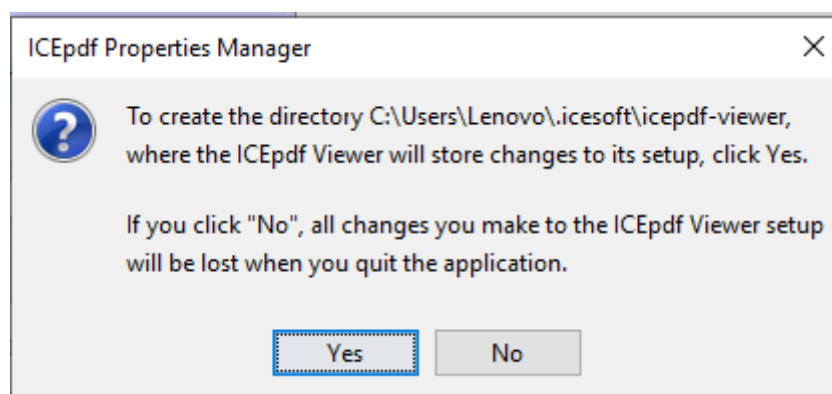 ICEpdf Properties Manager
To create the directory C:\Users\Lenovo\.icesoft\icepdf-viewer,
where the ICEpdf Viewer will store changes to its setup, click Yes.
If you click "No", all changes you make to the ICEpdf Viewer setup
will be lost when you quit the application.
Yes
No